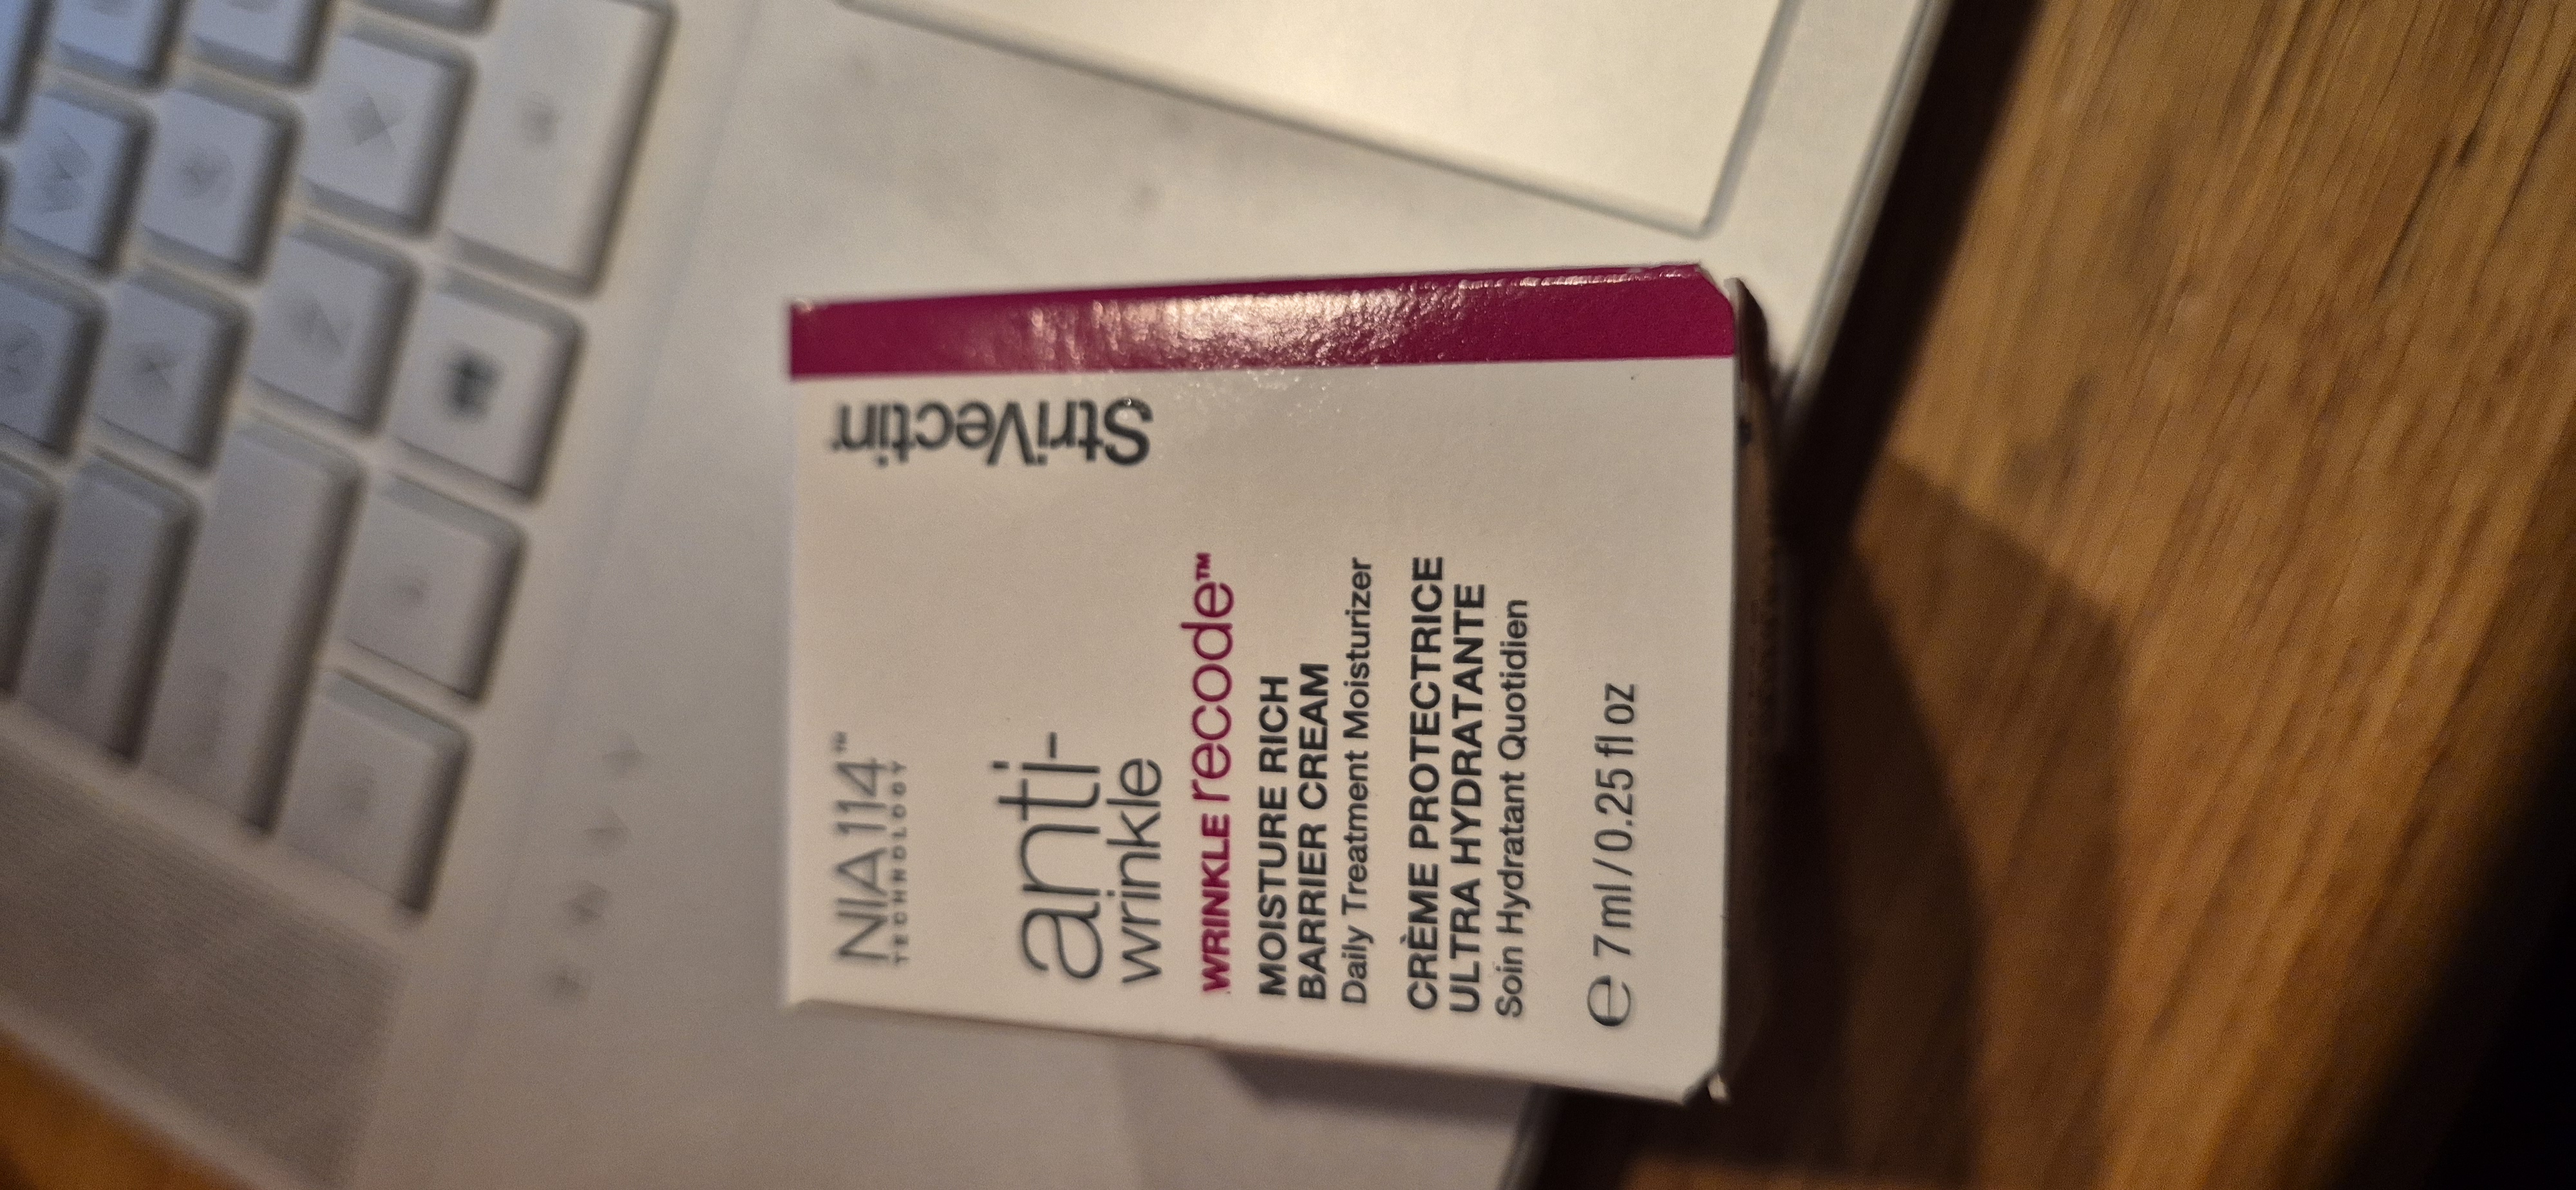 StriVectin
NIA114™
TECHNOLOGY
anti-
wrinkle
WRINKLE recode™
MOISTURE RICH
BARRIER CREAM
Daily Treatment Moisturizer
CRÈME PROTECTRICE
ULTRA HYDRATANTE
Soin Hydratant Quotidien
℮ 7 ml / 0.25 fl oz